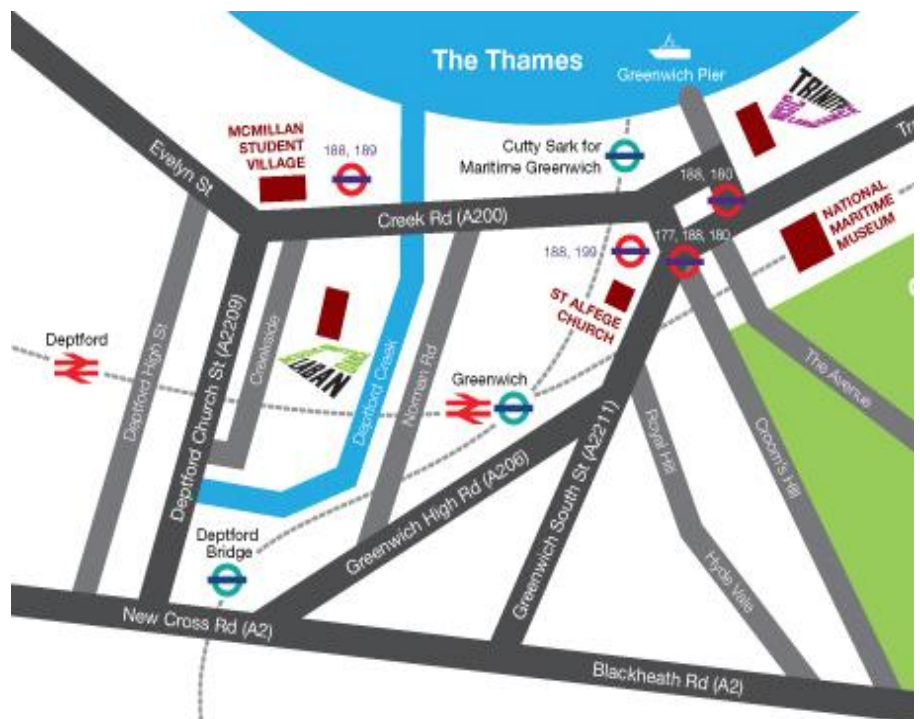 The Thames
Greenwich Pier
TRINITY
MCMILLAN
STUDENT
VILLAGE
188, 189
Cutty Sark for
Maritime Greenwich
Evelyn St
188, 180
Creek Rd (A200)
NATIONAL
MARITIME
MUSEUM
177, 188, 180
188, 199
ST ALFEGE
CHURCH
Deptford
Deptford High St
Deptford Church St (A2209)
Creekside
LABAN
Deptford Creek
Norman Rd
Greenwich
The Avenue
Royal Hill
Croom's Hill
Greenwich High Rd (A206)
Greenwich South St (A2211)
Deptford
Bridge
Hyde Vale
New Cross Rd (A2)
Blackheath Rd (A2)